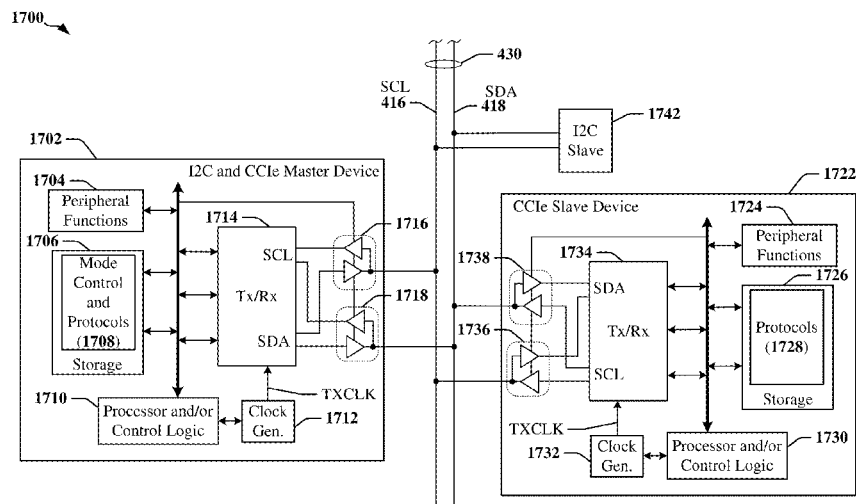 1700
430
SCL
416
SDA
418
1742
I2C
Slave
1702
I2C and CCIe Master Device
1704
Peripheral
Functions
1706
Mode
Control
and
Protocols
(1708)
Storage
1714
SCL
Tx/Rx
SDA
1716
1718
TXCLK
1710
Processor and/or
Control Logic
Clock
Gen.
1712
1722
CCIe Slave Device
1724
Peripheral
Functions
1738
1734
SDA
Tx/Rx
SCL
1736
1726
Protocols
(1728)
Storage
TXCLK
1732
Clock
Gen.
Processor and/or
Control Logic
1730